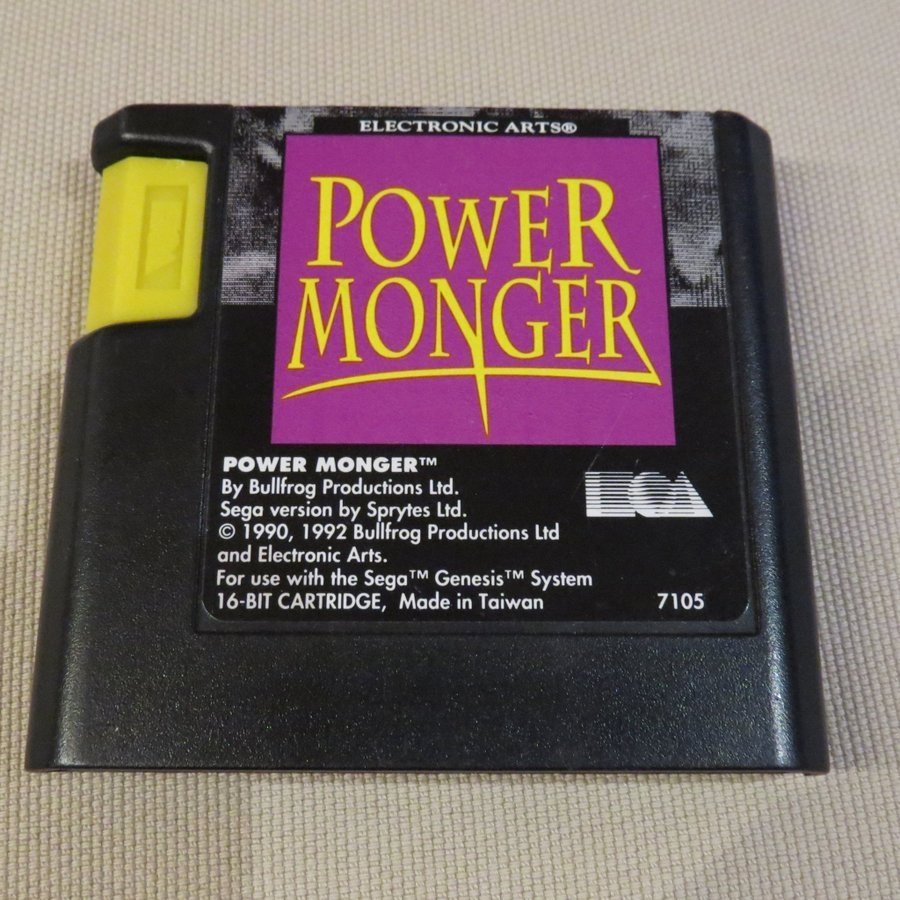 ELECTRONIC ARTS®
POWER
MONGER
POWER MONGER™
By Bullfrog Productions Ltd.
Sega version by Sprytes Ltd.
© 1990, 1992 Bullfrog Productions Ltd
and Electronic Arts.
For use with the Sega™ Genesis™ System
16-BIT CARTRIDGE, Made in Taiwan 7105
EA